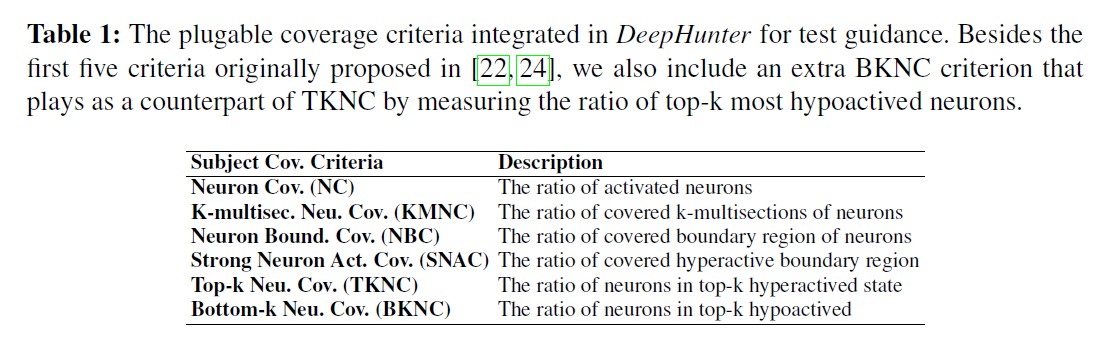 Table 1: The plugable coverage criteria integrated in DeepHunter for test guidance. Besides the
first five criteria originally proposed in [22,24], we also include an extra BKNC criterion that
plays as a counterpart of TKNC by measuring the ratio of top-k most hypoactived neurons.
Subject Cov. Criteria Description
Neuron Cov. (NC) The ratio of activated neurons
K-multisec. Neu. Cov. (KMNC) The ratio of covered k-multisections of neurons
Neuron Bound. Cov. (NBC) The ratio of covered boundary region of neurons
Strong Neuron Act. Cov. (SNAC) The ratio of covered hyperactive boundary region
Top-k Neu. Cov. (TKNC) The ratio of neurons in top-k hyperactived state
Bottom-k Neu. Cov. (BKNC) The ratio of neurons in top-k hypoactived